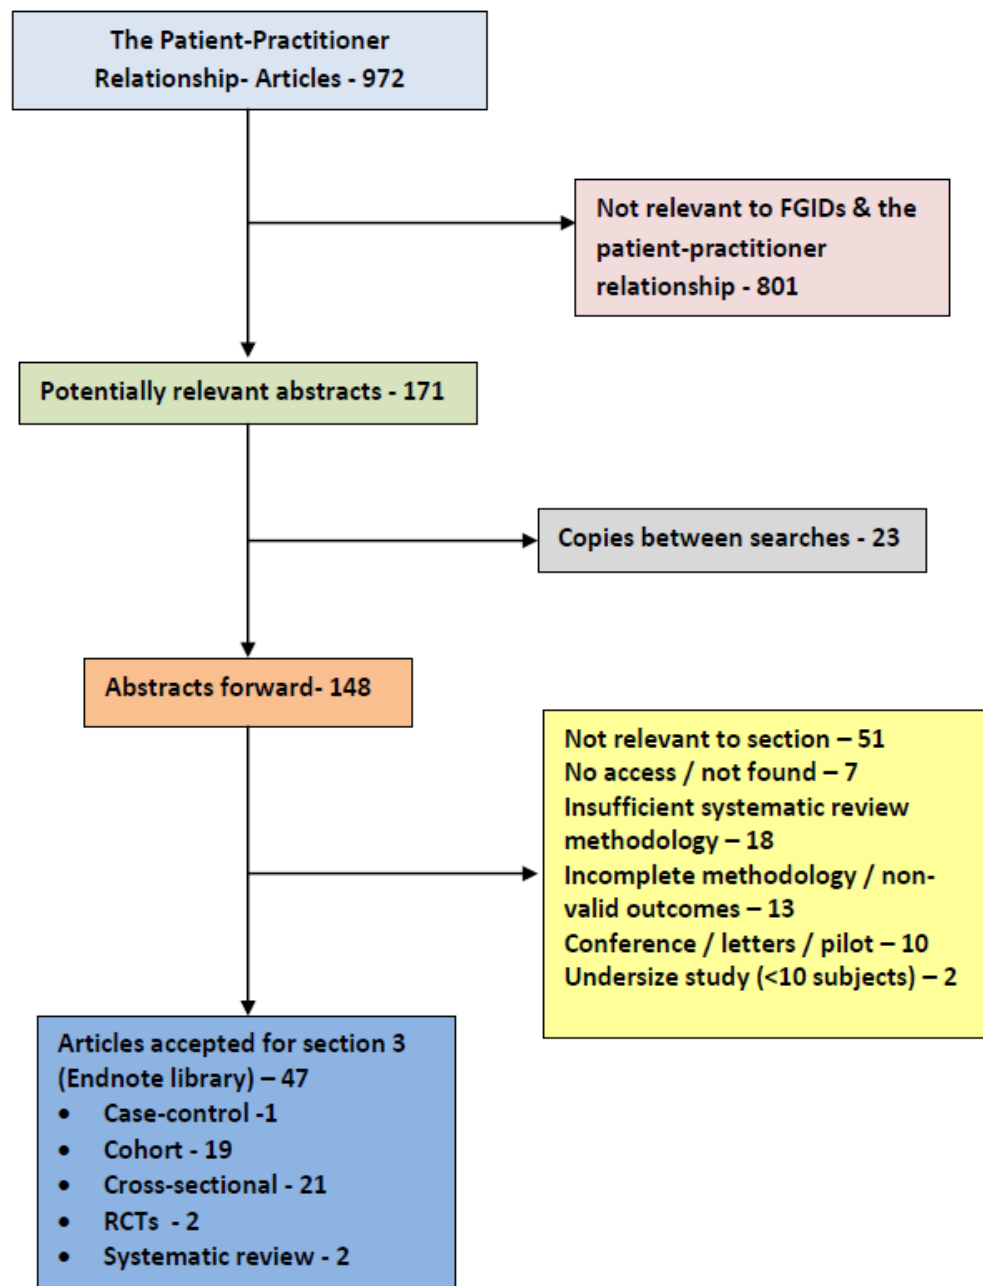 The Patient-Practitioner
Relationship- Articles - 972
Not relevant to FGIDs & the
patient-practitioner
relationship - 801
Potentially relevant abstracts - 171
Copies between searches - 23
Abstracts forward- 148
Not relevant to section – 51
No access / not found – 7
Insufficient systematic review
methodology – 18
Incomplete methodology / non-
valid outcomes – 13
Conference / letters / pilot – 10
Undersize study (<10 subjects) – 2
Articles accepted for section 3
(Endnote library) – 47
• Case-control -1
• Cohort - 19
• Cross-sectional - 21
• RCTs - 2
• Systematic review - 2